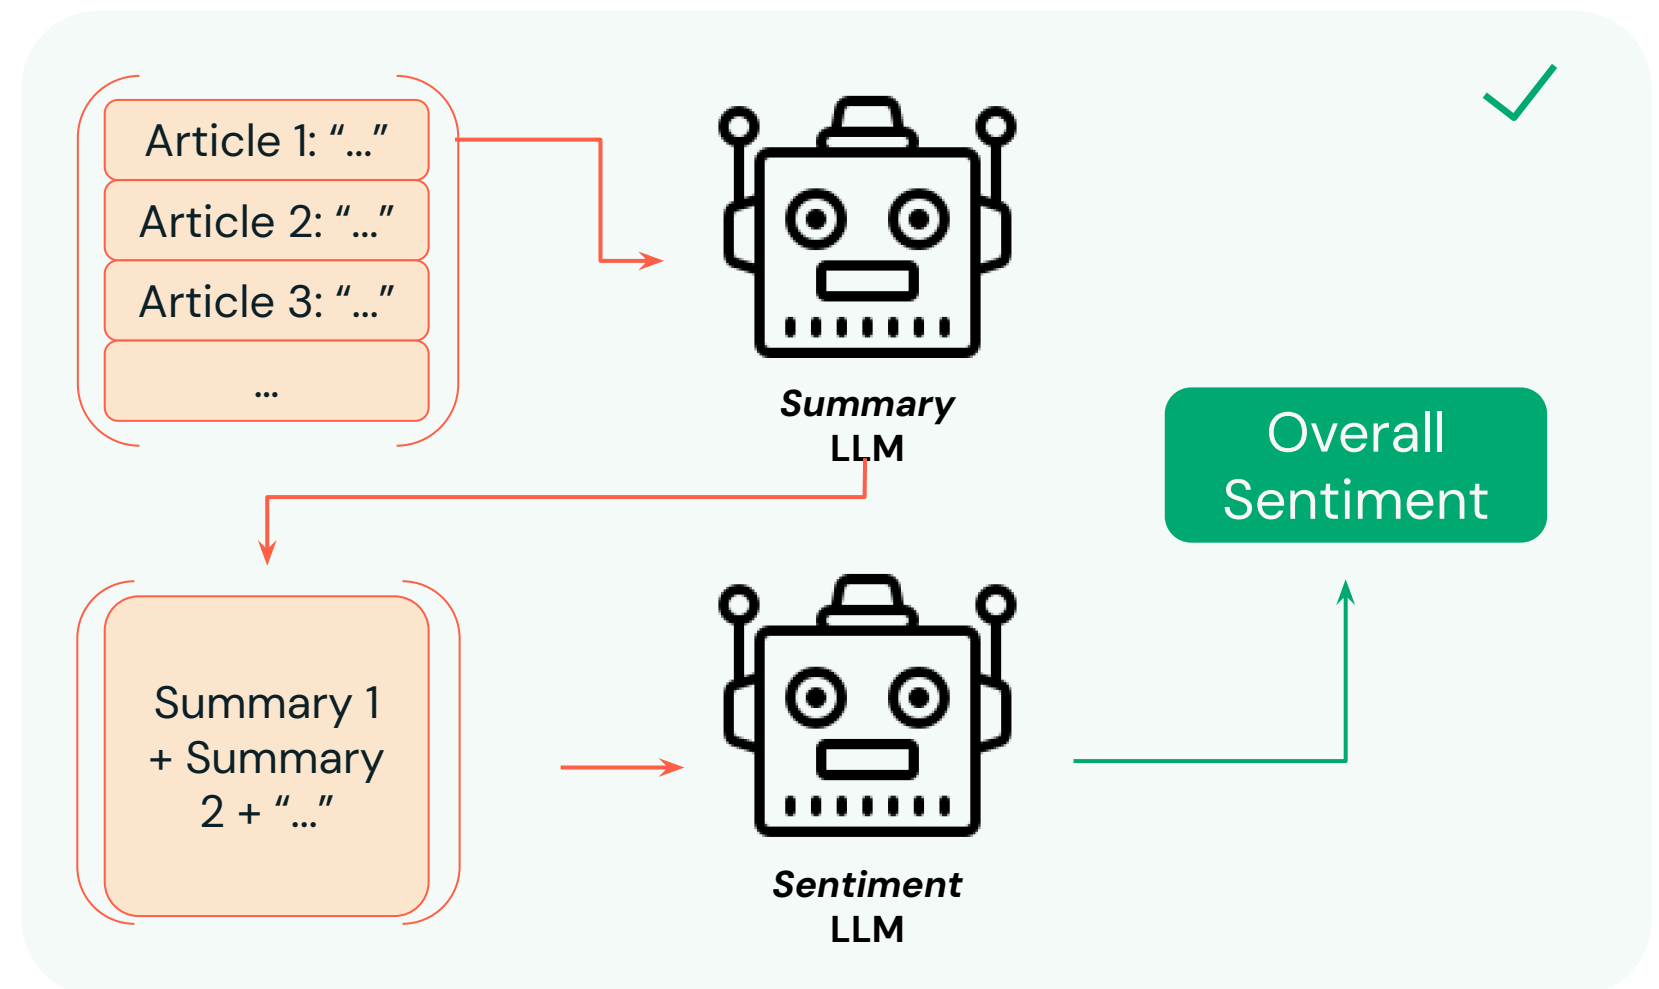 Article 1: “...”
Article 2: “...”
Article 3: “...”
...
Summary
LLM
Overall
Sentiment
Summary 1
+ Summary
2 + “...”
Sentiment
LLM